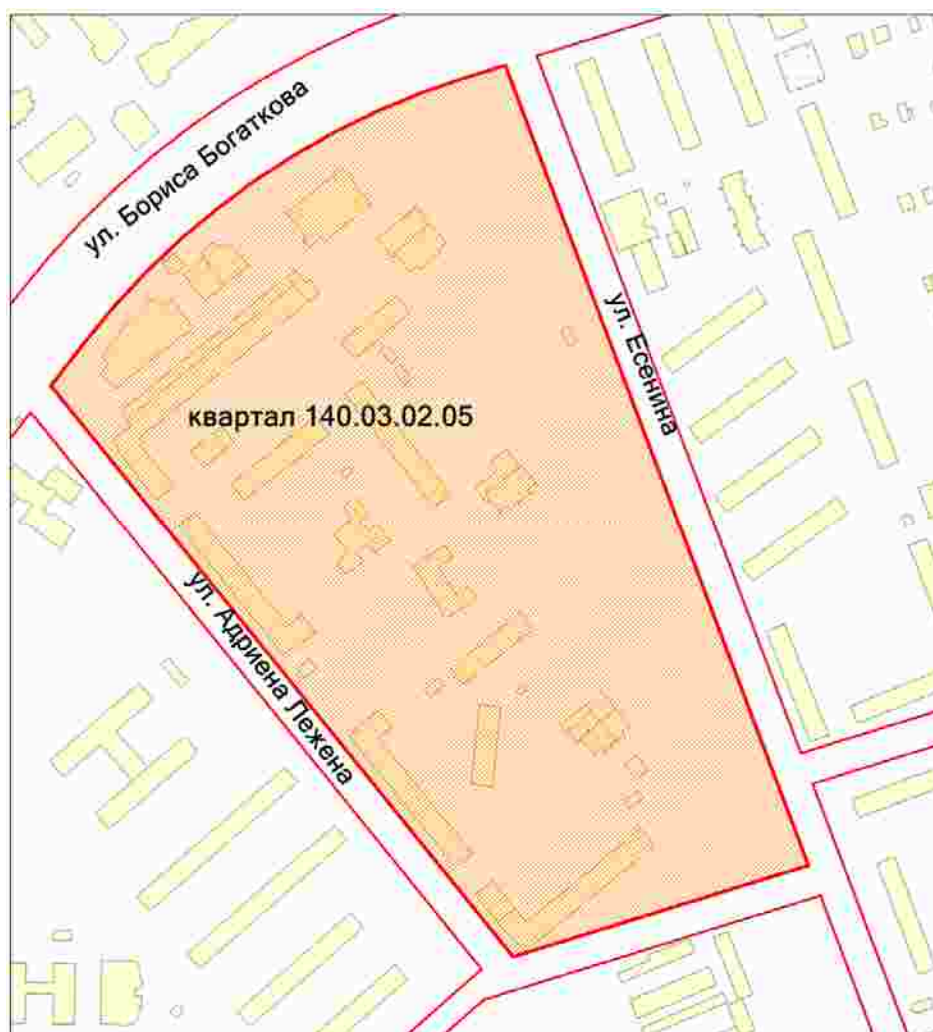 ул. Бориса Богаткова
ул. Есенина
квартал 140.03.02.05
ул. Адриена Лежена